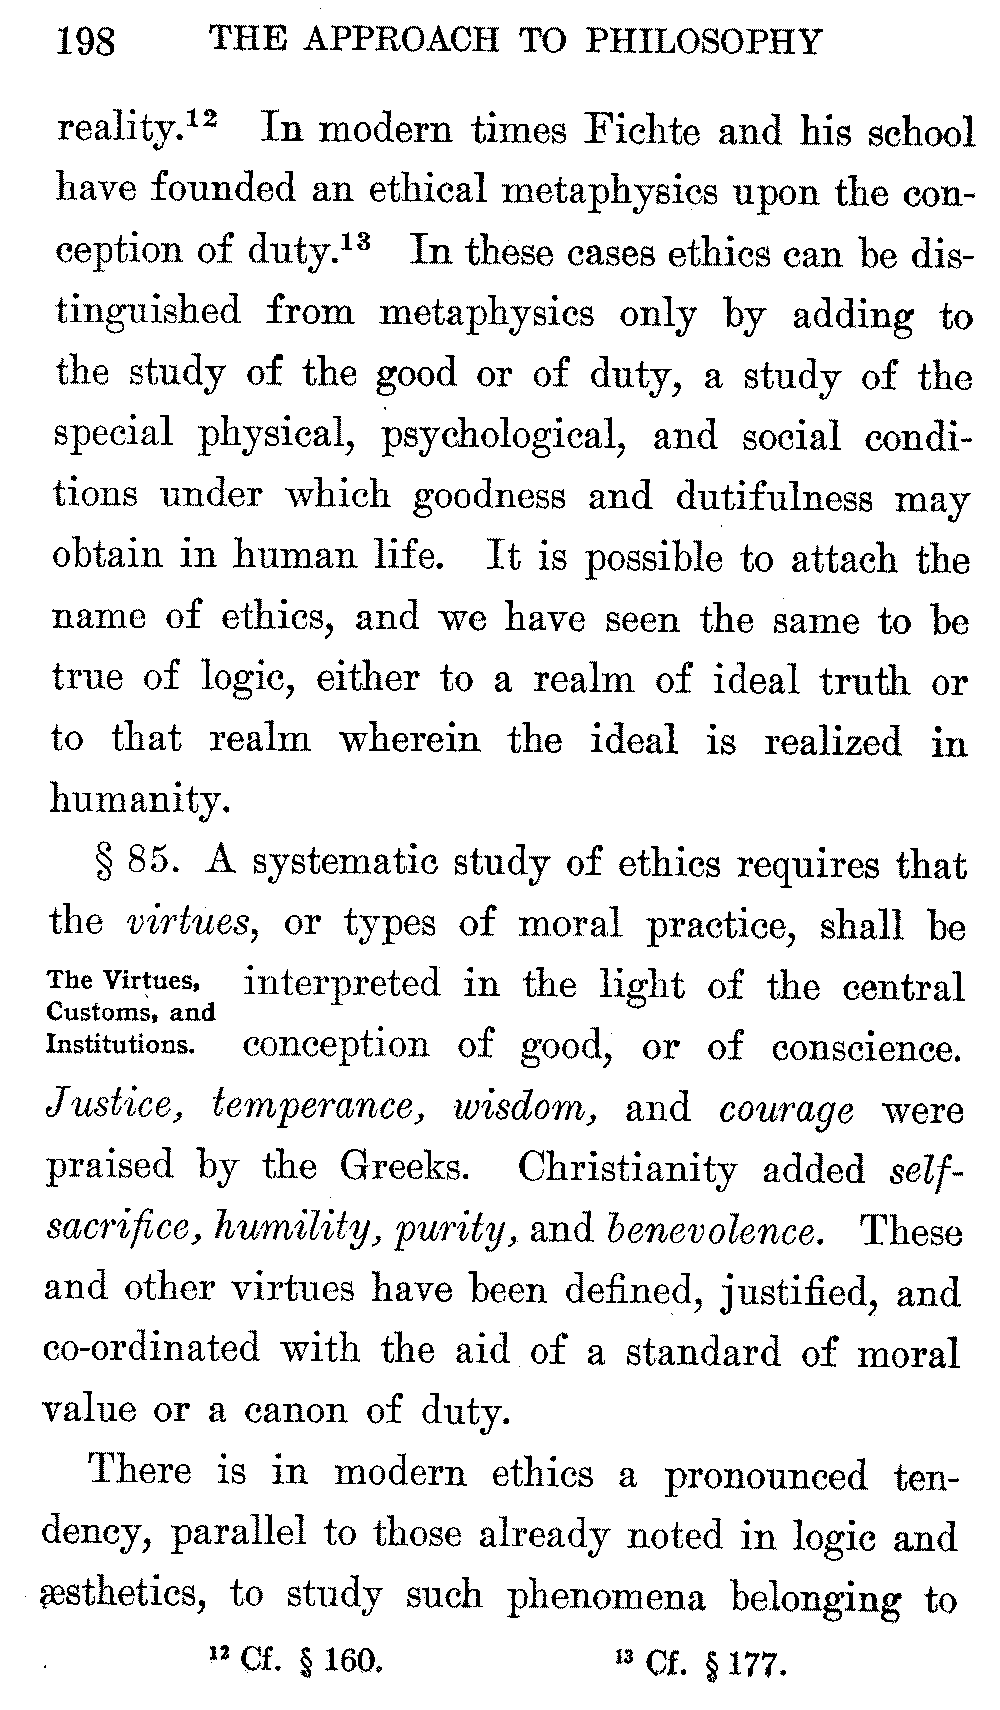 198 THE APPROACH TO PHILOSOPHY
reality.¹² In modern times Fichte and his school
have founded an ethical metaphysics upon the con-
ception of duty.¹³ In these cases ethics can be dis-
tinguished from metaphysics only by adding to
the study of the good or of duty, a study of the
special physical, psychological, and social condi-
tions under which goodness and dutifulness may
obtain in human life. It is possible to attach the
name of ethics, and we have seen the same to be
true of logic, either to a realm of ideal truth or
to that realm wherein the ideal is realized in
humanity.
§ 85. A systematic study of ethics requires that
the virtues, or types of moral practice, shall be
The Virtues,
Customs, and
Institutions.
interpreted in the light of the central
conception of good, or of conscience.
Justice, temperance, wisdom, and courage were
praised by the Greeks. Christianity added self-
sacrifice, humility, purity, and benevolence. These
and other virtues have been defined, justified, and
co-ordinated with the aid of a standard of moral
value or a canon of duty.
There is in modern ethics a pronounced ten-
dency, parallel to those already noted in logic and
æsthetics, to study such phenomena belonging to
¹² Cf. § 160. ¹³ Cf. § 177.